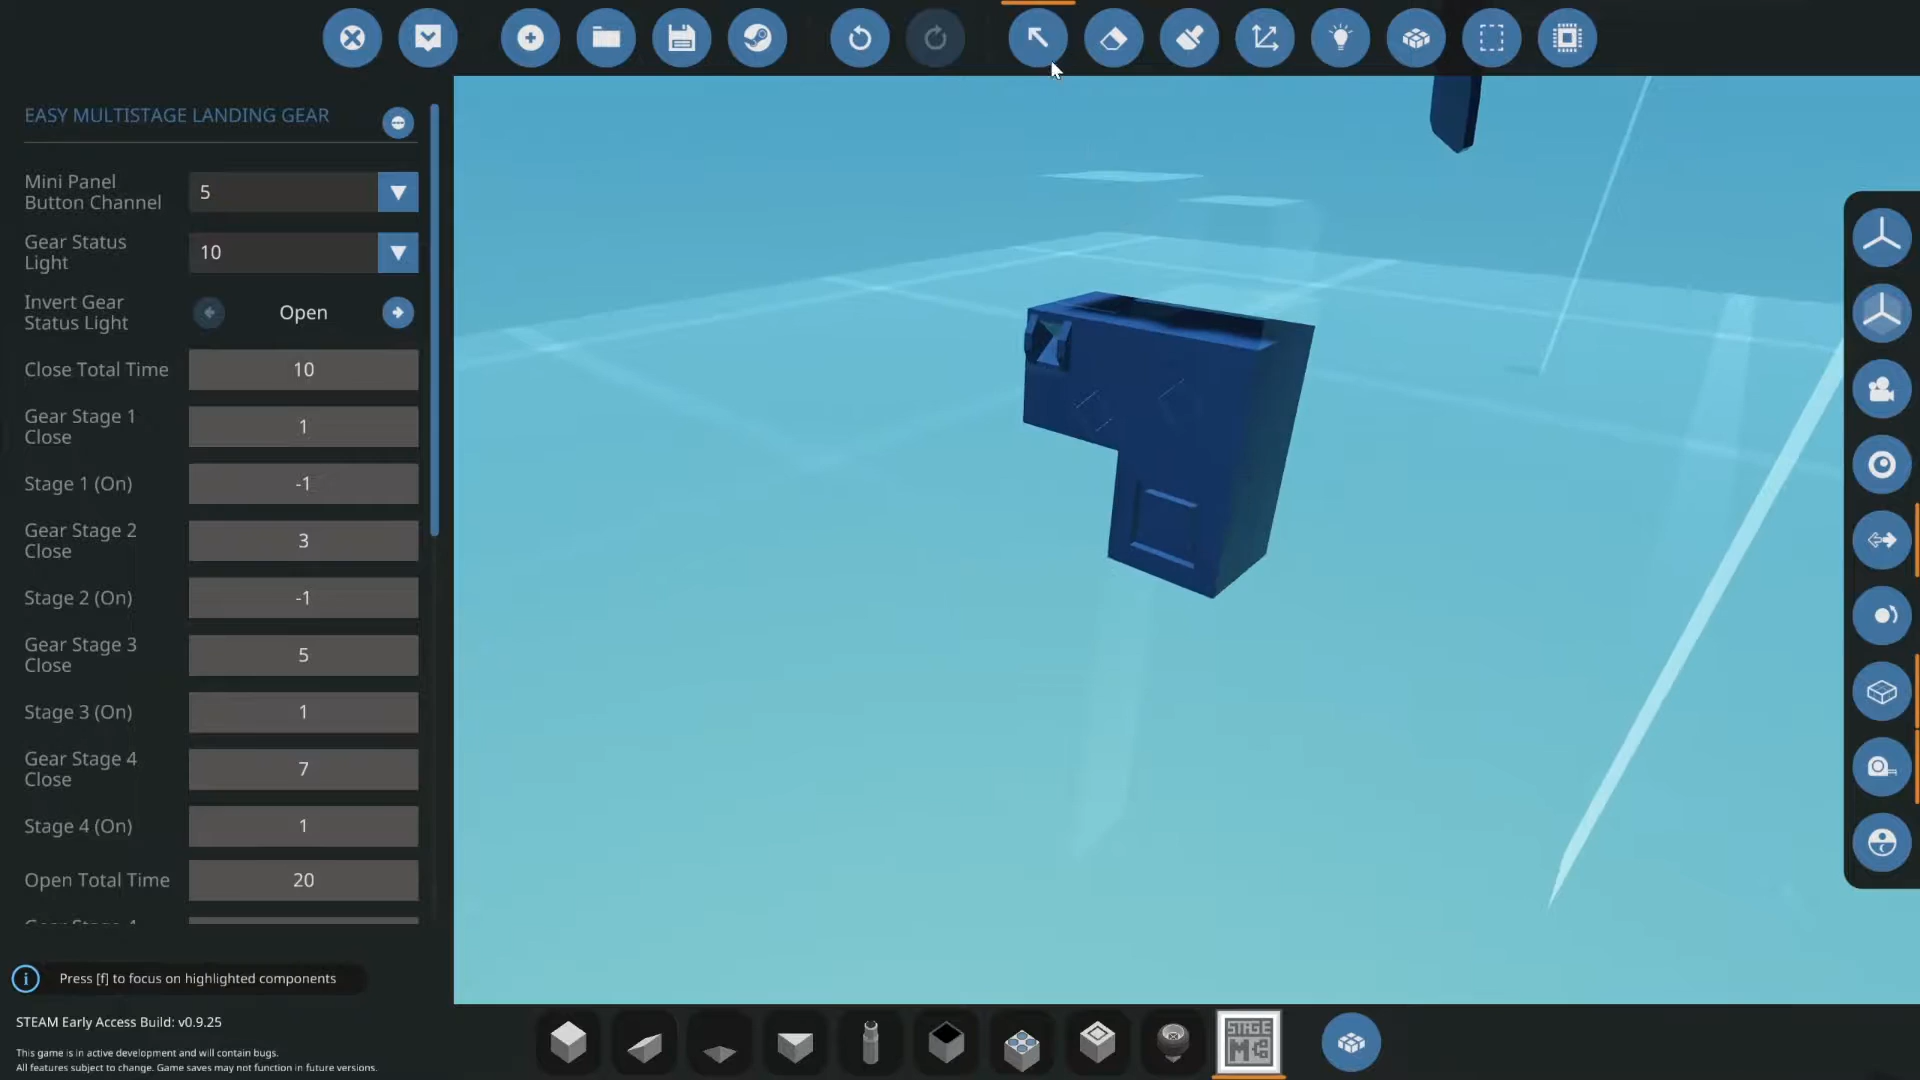 EASY MULTISTAGE LANDING GEAR
Mini Panel
Button Channel
5
Gear Status
Light
10
Invert Gear
Status Light
Open
Close Total Time
10
Gear Stage 1
Close
1
Stage 1 (On)
-1
Gear Stage 2
Close
3
Stage 2 (On)
-1
Gear Stage 3
Close
5
Stage 3 (On)
1
Gear Stage 4
Close
7
Stage 4 (On)
1
Open Total Time
20
Press [f] to focus on highlighted components
STEAM Early Access Build: v0.9.25
This game is in active development and will contain bugs.
All features subject to change. Game saves may not function in future versions.
STAGE
M